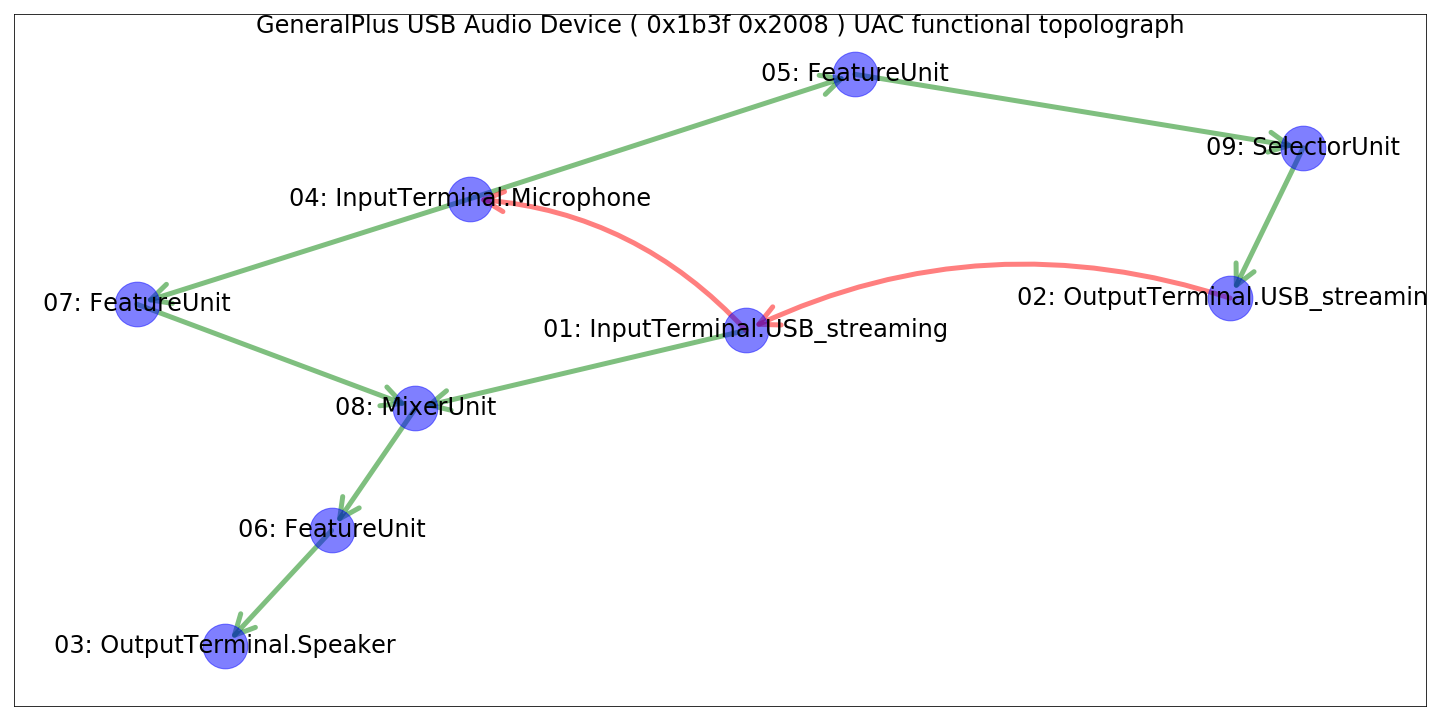 GeneralPlus USB Audio Device ( 0x1b3f 0x2008 ) UAC functional topolograph
05: FeatureUnit
09: SelectorUnit
04: InputTerminal.Microphone
02: OutputTerminal.USB_streamin
07: FeatureUnit
01: InputTerminal.USB_streaming
08: MixerUnit
06: FeatureUnit
03: OutputTerminal.Speaker